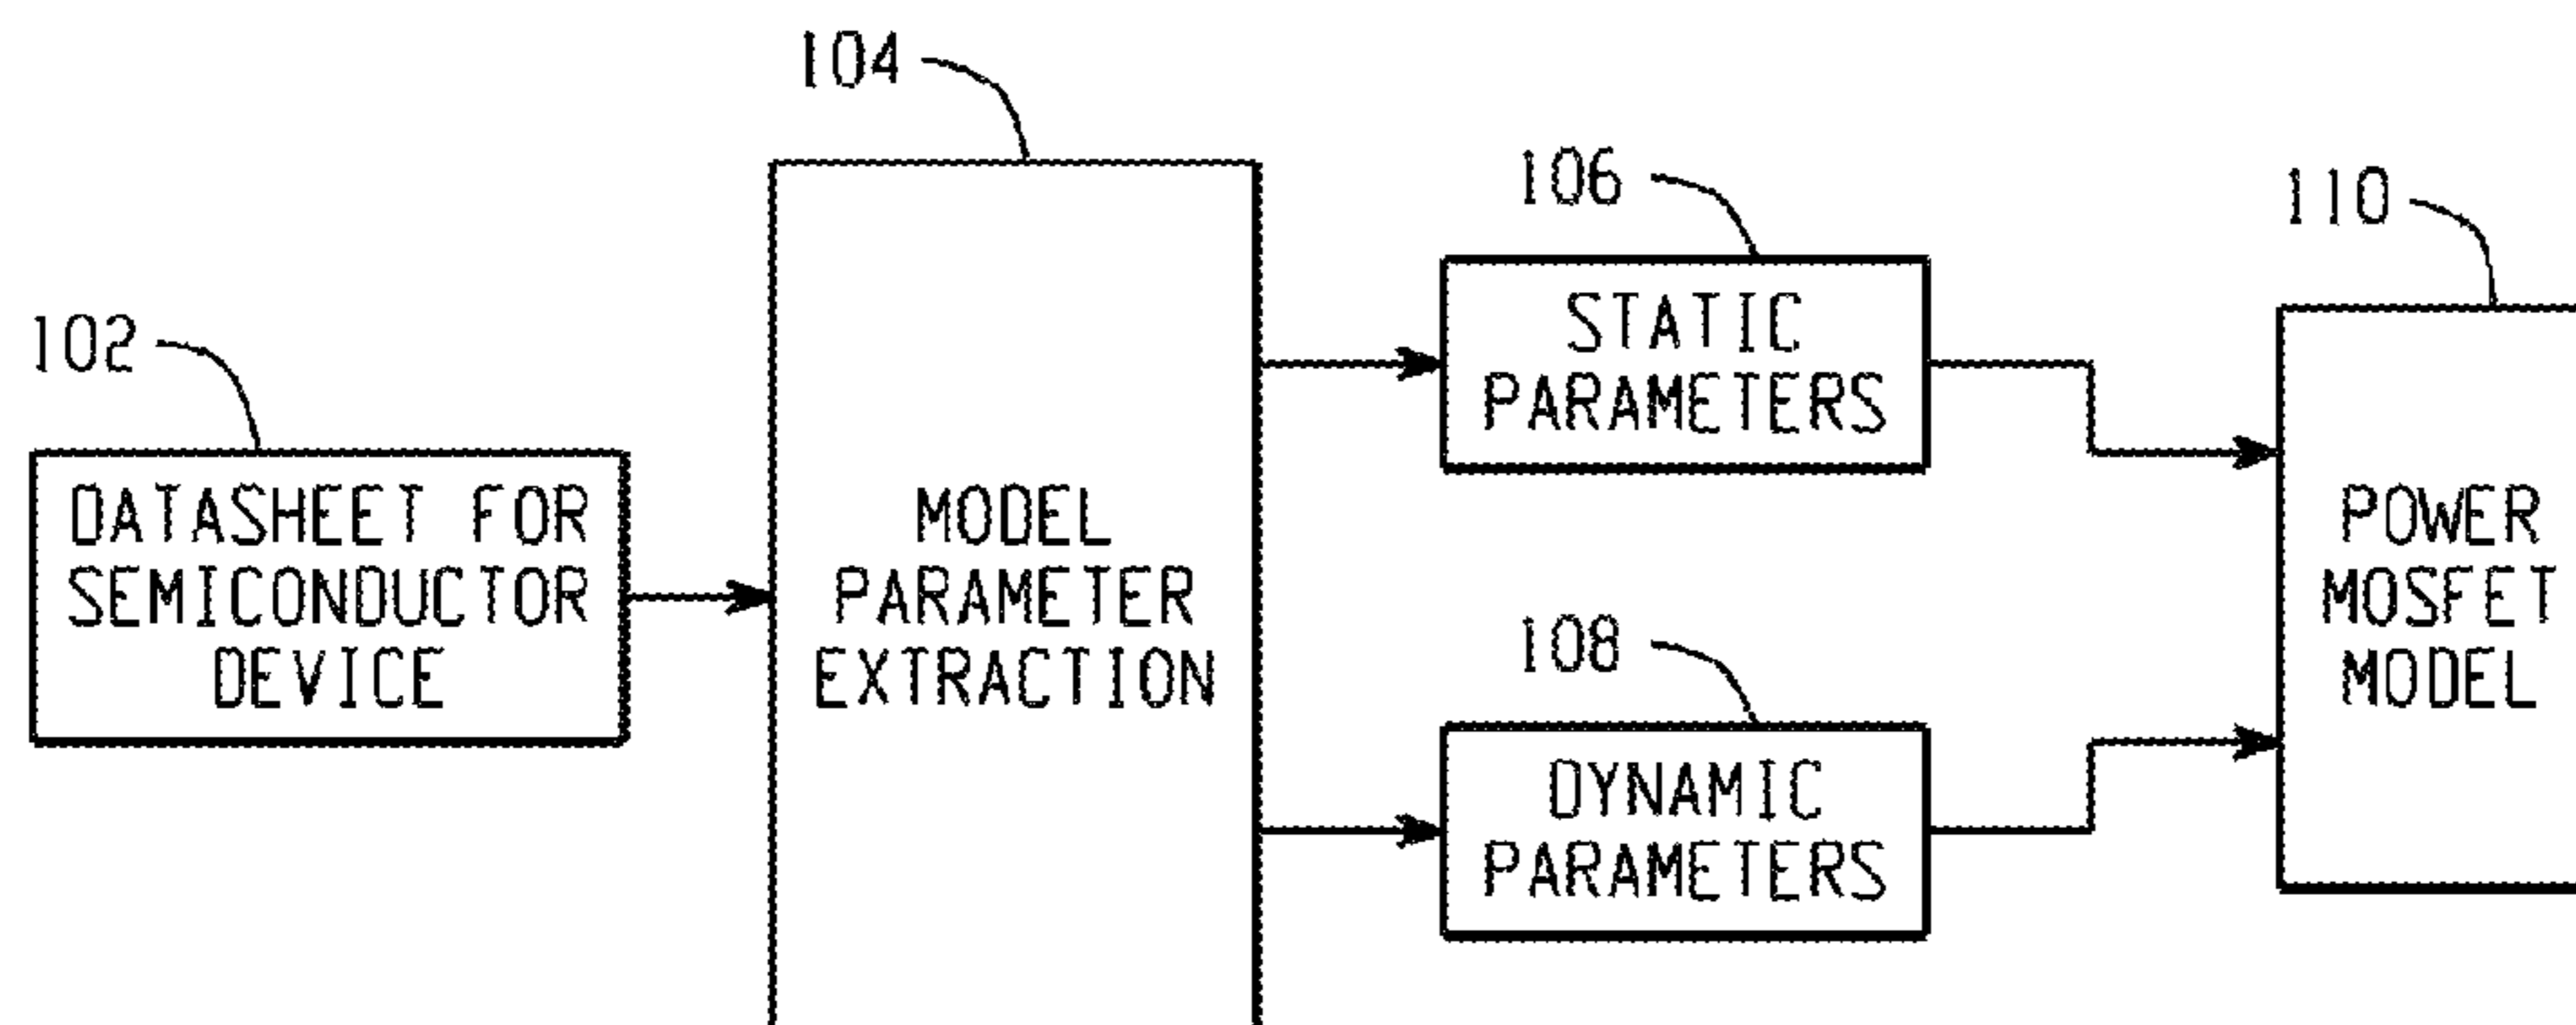 104
106
110
102
STATIC
PARAMETERS
DATASHEET FOR
SEMICONDUCTOR
DEVICE
MODEL
PARAMETER
EXTRACTION
POWER
MOSFET
MODEL
108
DYNAMIC
PARAMETERS